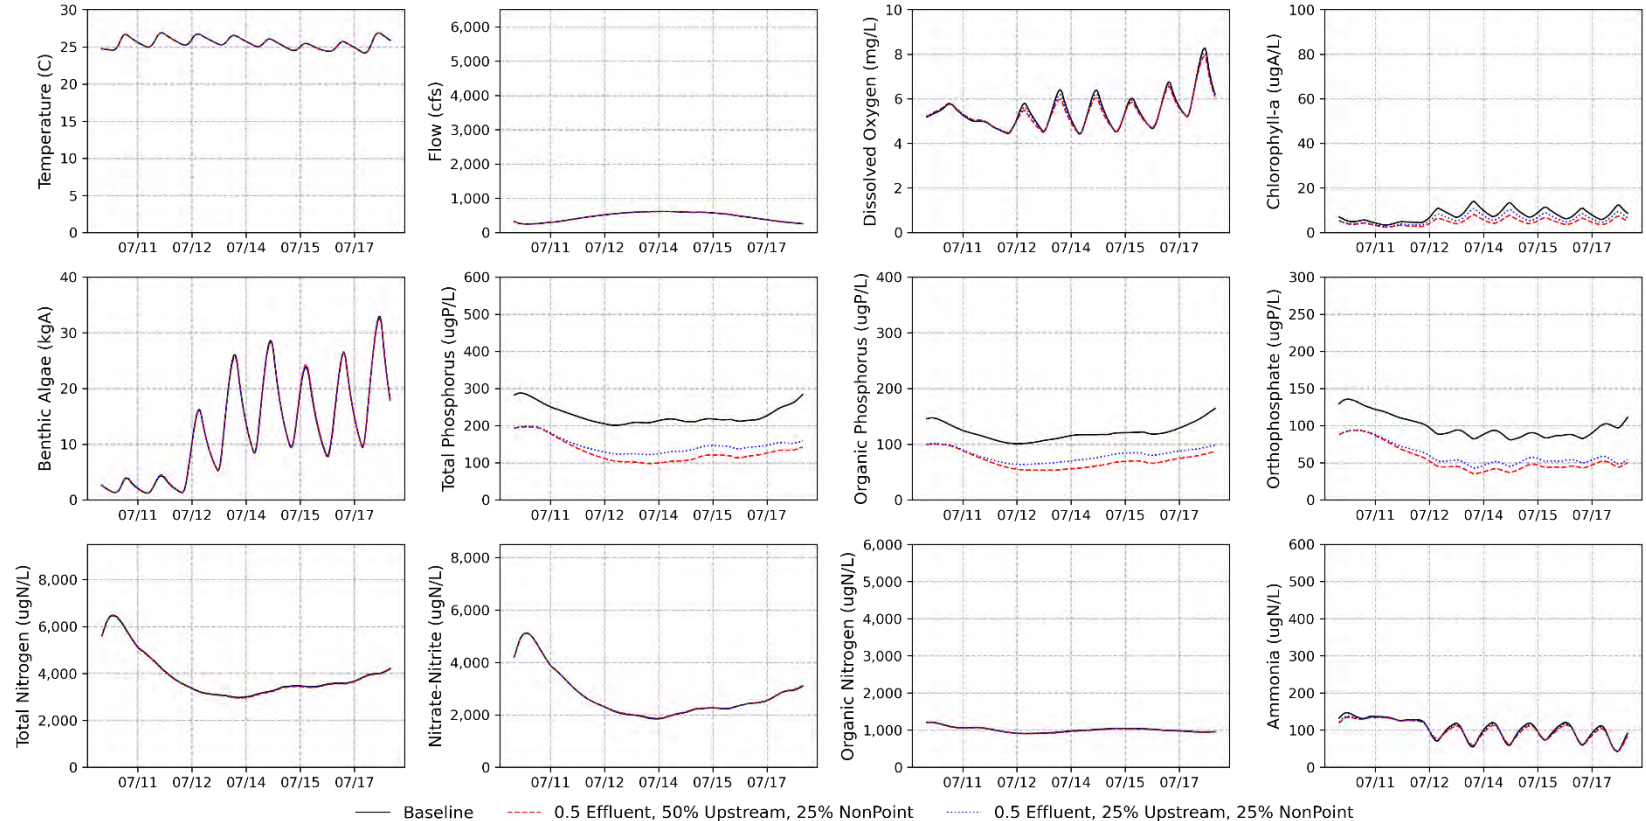 Temperature (C)
30
25
20
15
10
5
0
07/11 07/12 07/14 07/15 07/17
Flow (cfs)
6,000
5,000
4,000
3,000
2,000
1,000
0
07/11 07/12 07/14 07/15 07/17
Dissolved Oxygen (mg/L)
10
8
6
4
2
0
07/11 07/12 07/14 07/15 07/17
Chlorophyll-a (ugA/L)
100
80
60
40
20
0
07/11 07/12 07/14 07/15 07/17
Benthic Algae (kgA)
40
30
20
10
0
07/11 07/12 07/14 07/15 07/17
Total Phosphorus (ugP/L)
600
500
400
300
200
100
0
07/11 07/12 07/14 07/15 07/17
Organic Phosphorus (ugP/L)
400
300
200
100
0
07/11 07/12 07/14 07/15 07/17
Orthophosphate (ugP/L)
300
250
200
150
100
50
0
07/11 07/12 07/14 07/15 07/17
Total Nitrogen (ugN/L)
8,000
6,000
4,000
2,000
0
07/11 07/12 07/14 07/15 07/17
Nitrate-Nitrite (ugN/L)
8,000
6,000
4,000
2,000
0
07/11 07/12 07/14 07/15 07/17
Organic Nitrogen (ugN/L)
6,000
5,000
4,000
3,000
2,000
1,000
0
07/11 07/12 07/14 07/15 07/17
Ammonia (ugN/L)
600
500
400
300
200
100
0
07/11 07/12 07/14 07/15 07/17
Baseline 0.5 Effluent, 50% Upstream, 25% NonPoint 0.5 Effluent, 25% Upstream, 25% NonPoint